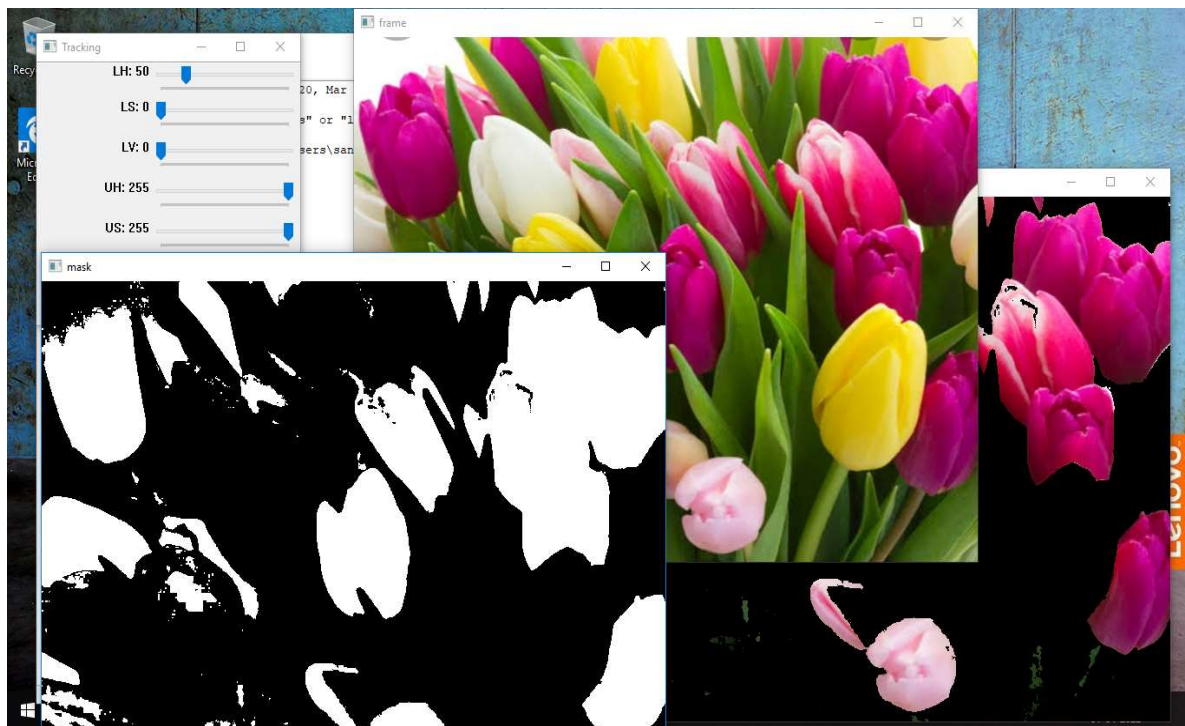 Tracking
LH: 50
LS: 0
LV: 0
UH: 255
US: 255
frame
20, Mar
s" or "l
sers\san
mask
Recy
Micr
Ed
Lenovo